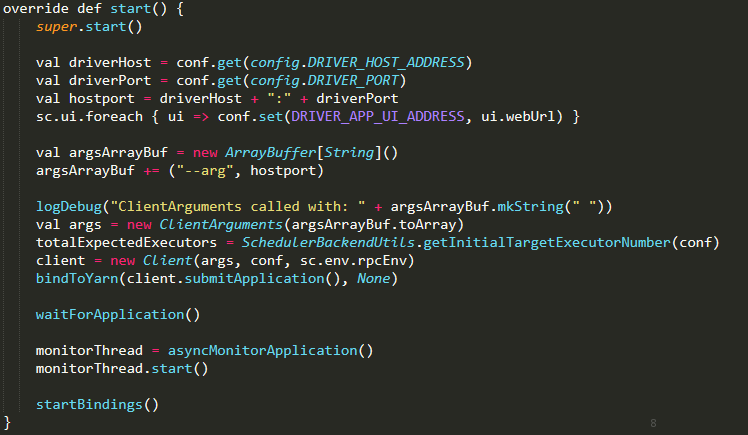 override def start() {
super.start()
val driverHost = conf.get(config.DRIVER_HOST_ADDRESS)
val driverPort = conf.get(config.DRIVER_PORT)
val hostport = driverHost + ":" + driverPort
sc.ui.foreach { ui => conf.set(DRIVER_APP_UI_ADDRESS, ui.webUrl) }
val argsArrayBuf = new ArrayBuffer[String]()
argsArrayBuf += ("--arg", hostport)
logDebug("ClientArguments called with: " + argsArrayBuf.mkString(" "))
val args = new ClientArguments(argsArrayBuf.toArray)
totalExpectedExecutors = SchedulerBackendUtils.getInitialTargetExecutorNumber(conf)
client = new Client(args, conf, sc.env.rpcEnv)
bindToYarn(client.submitApplication(), None)
waitForApplication()
monitorThread = asyncMonitorApplication()
monitorThread.start()
startBindings()
}
8